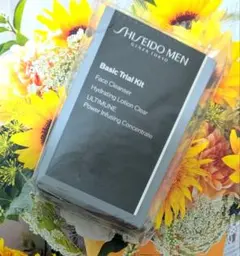 SHISEIDO MEN
GINZA TOKYO
Basic Trial Kit
Face Cleanser
Hydrating Lotion Clear
ULTIMUNE
Power Infusing Concentrate